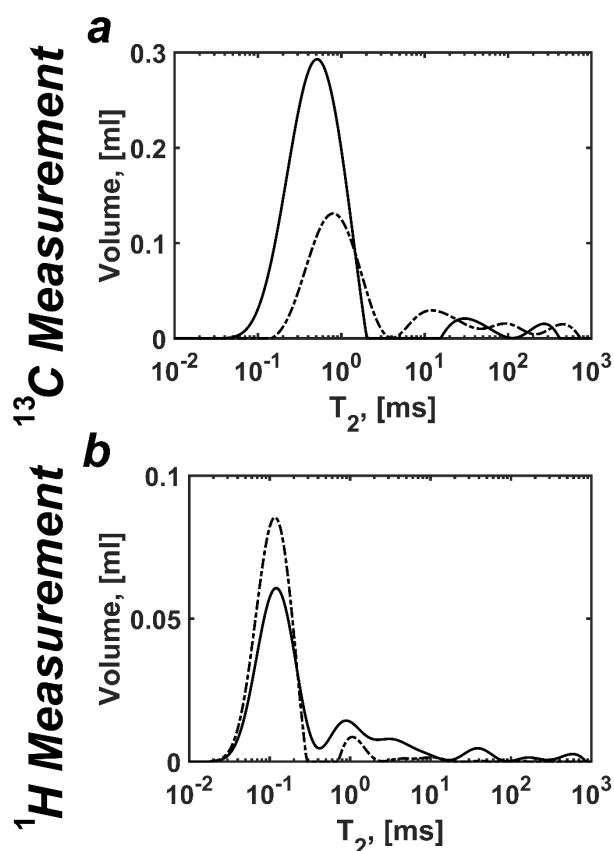 a
¹³C Measurement
Volume, [ml]
0.3
0.2
0.1
0
10⁻² 10⁻¹ 10⁰ 10¹ 10² 10³
T₂, [ms]
b
¹H Measurement
Volume, [ml]
0.1
0.05
0
10⁻² 10⁻¹ 10⁰ 10¹ 10² 10³
T₂, [ms]